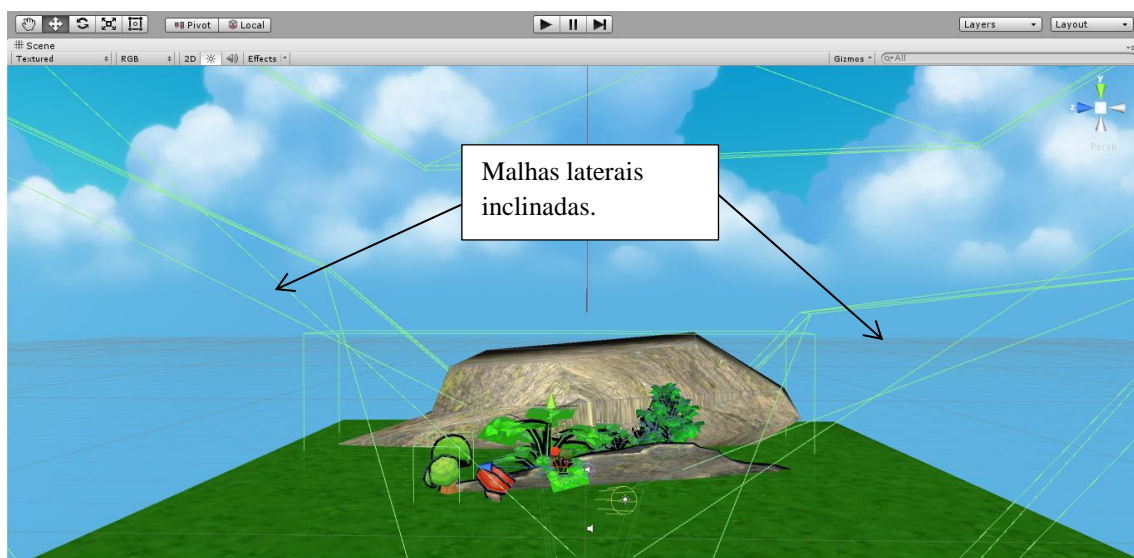 Pivot Local Layers Layout
Scene
Textured RGB 2D Effects Gizmos All
y
z
Persp
Malhas laterais
inclinadas.